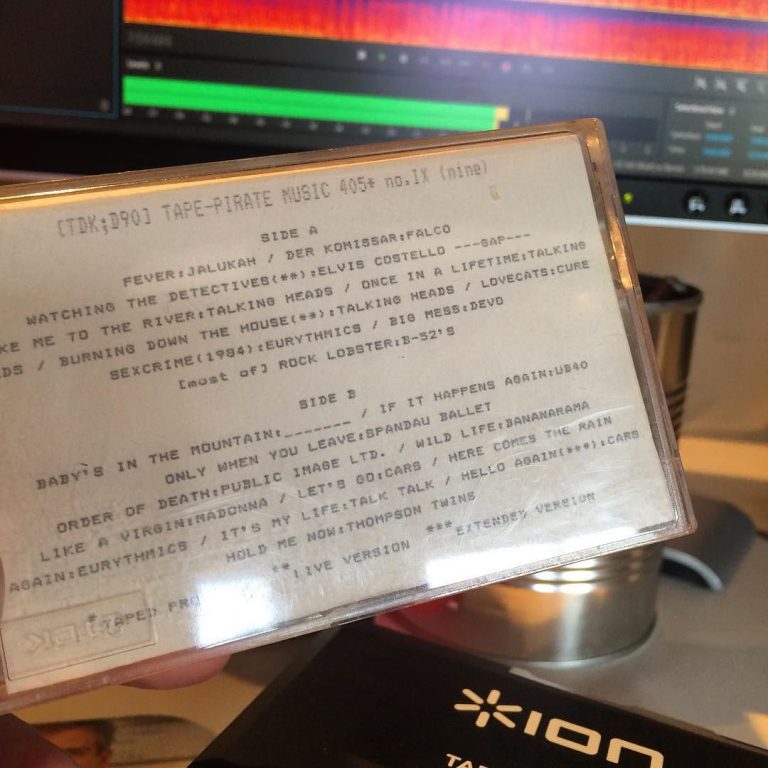 [TDK;D90] TAPE-PIRATE MUSIC 405* no.IX (nine)
SIDE A
FEVER:JALUKAH / DER KOMISSAR:FALCO
WATCHING THE DETECTIVES(**):ELVIS COSTELLO ---GAP---
KE ME TO THE RIVER:TALKING HEADS / ONCE IN A LIFETIME:TALKING
DS / BURNING DOWN THE HOUSE(**):TALKING HEADS / LOVECATS:CURE
SEXCRIME(1984):EURYTHMICS / BIG MESS:DEVO
[most of] ROCK LOBSTER:B-52'S
SIDE B
BABY'S IN THE MOUNTAIN:_______ / IF IT HAPPENS AGAIN:UB40
ONLY WHEN YOU LEAVE:SPANDAU BALLET
ORDER OF DEATH:PUBLIC IMAGE LTD. / WILD LIFE:BANANARAMA
LIKE A VIRGIN:MADONNA / LET'S GO:CARS / HERE COMES THE RAIN
AGAIN:EURYTHMICS / IT'S MY LIFE:TALK TALK / HELLO AGAIN(***):CARS
HOLD ME NOW:THOMPSON TWINS
**LIVE VERSION ***EXTENDED VERSION
*TAPED FRO
TDK
ION
TA